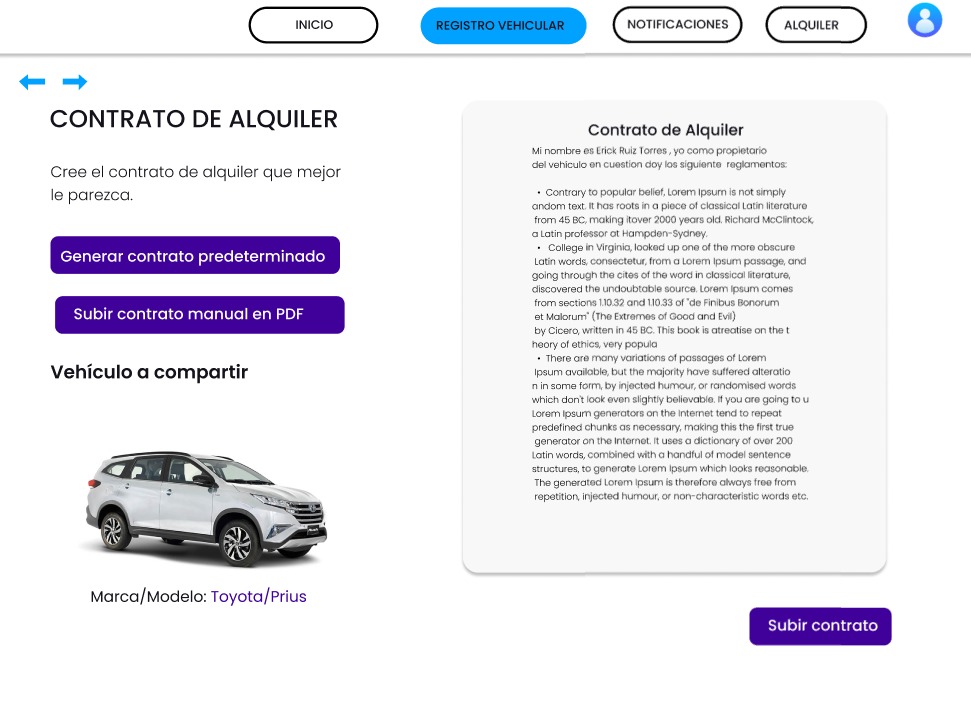 INICIO
REGISTRO VEHICULAR
NOTIFICACIONES
ALQUILER
CONTRATO DE ALQUILER
Cree el contrato de alquiler que mejor
le parezca.
Generar contrato predeterminado
Subir contrato manual en PDF
Vehículo a compartir
Marca/Modelo: Toyota/Prius
Contrato de Alquiler
Mi nombre es Erick Ruiz Torres , yo como propietario
del vehículo en cuestion doy los siguiente reglamentos:
• Contrary to popular belief, Lorem Ipsum is not simply
andom text. It has roots in a piece of classical Latin literature
from 45 BC, making itover 2000 years old. Richard McClintock,
a Latin professor at Hampden-Sydney.
• College in Virginia, looked up one of the more obscure
Latin words, consectetur, from a Lorem Ipsum passage, and
going through the cites of the word in classical literature,
discovered the undoubtable source. Lorem Ipsum comes
from sections 1.10.32 and 1.10.33 of "de Finibus Bonorum
et Malorum" (The Extremes of Good and Evil)
by Cicero, written in 45 BC. This book is atreatise on the t
heory of ethics, very popula
• There are many variations of passages of Lorem
Ipsum available, but the majority have suffered alteratio
n in some form, by injected humour, or randomised words
which don't look even slightly believable. If you are going to u
Lorem Ipsum generators on the Internet tend to repeat
predefined chunks as necessary, making this the first true
generator on the Internet. It uses a dictionary of over 200
Latin words, combined with a handful of model sentence
structures, to generate Lorem Ipsum which looks reasonable.
The generated Lorem Ipsum is therefore always free from
repetition, injected humour, or non-characteristic words etc.
Subir contrato